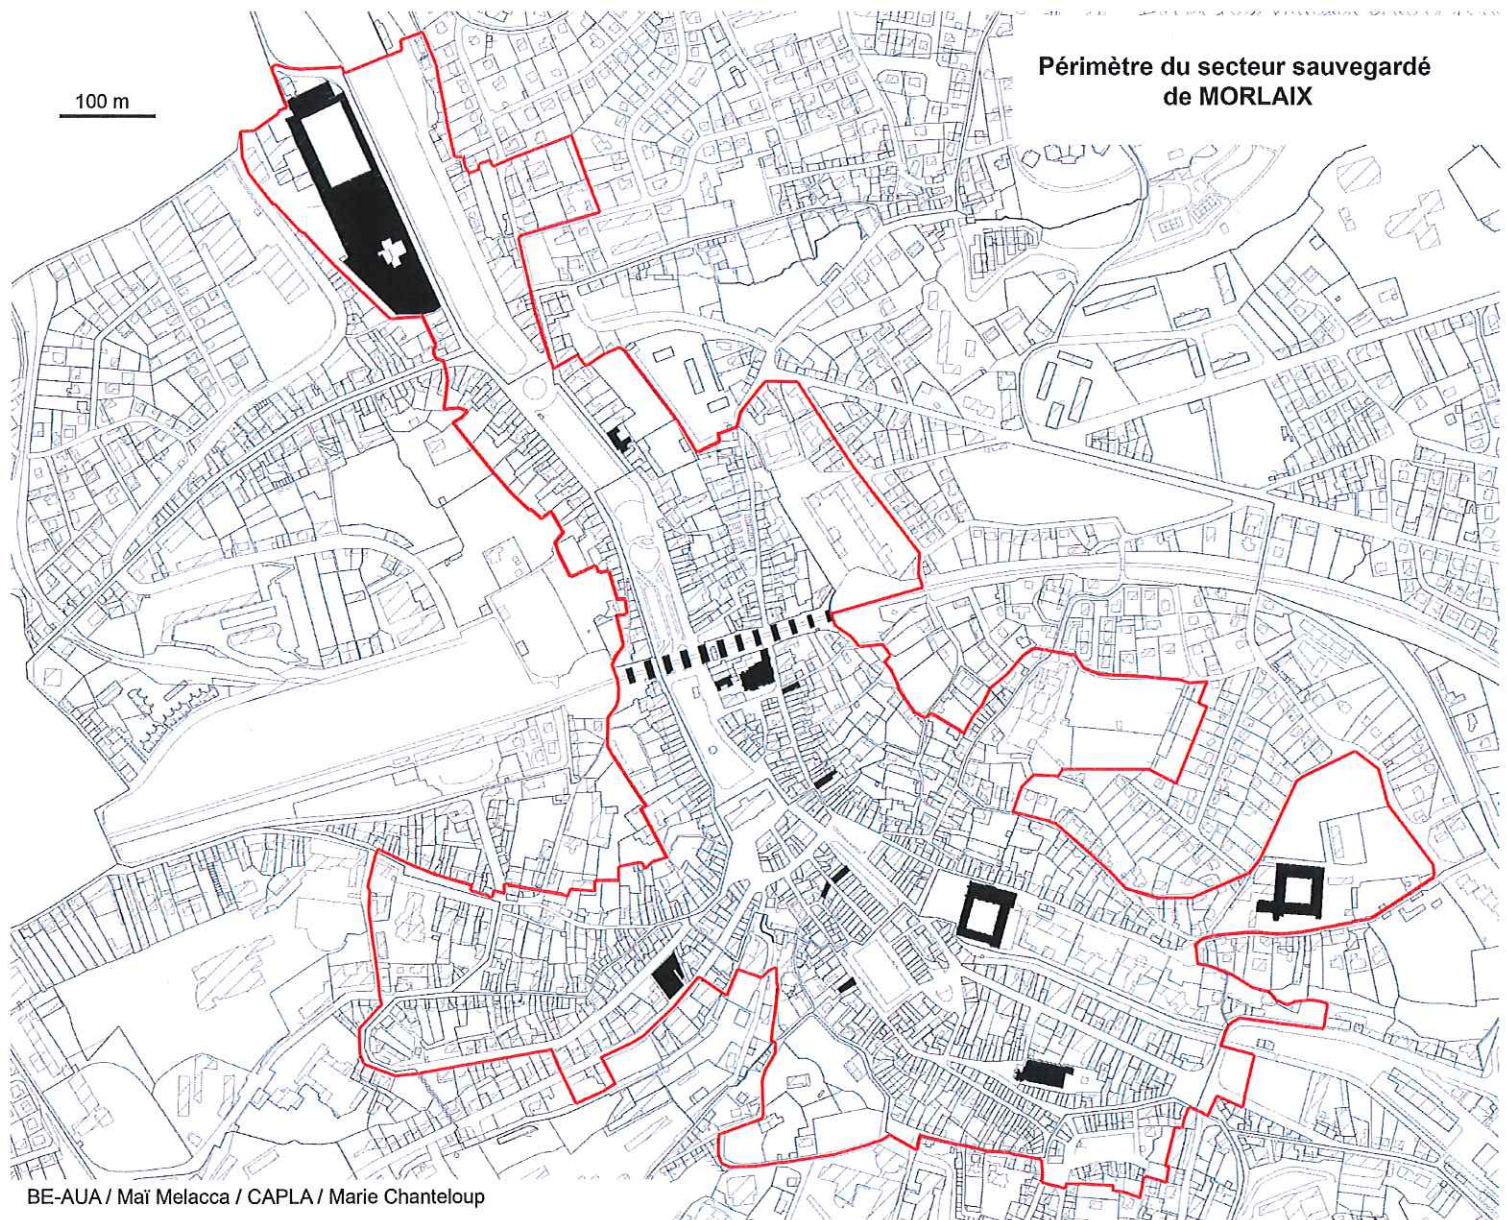 Périmètre du secteur sauvegardé
de MORLAIX
100 m
BE-AUA / Maï Melacca / CAPLA / Marie Chanteloup